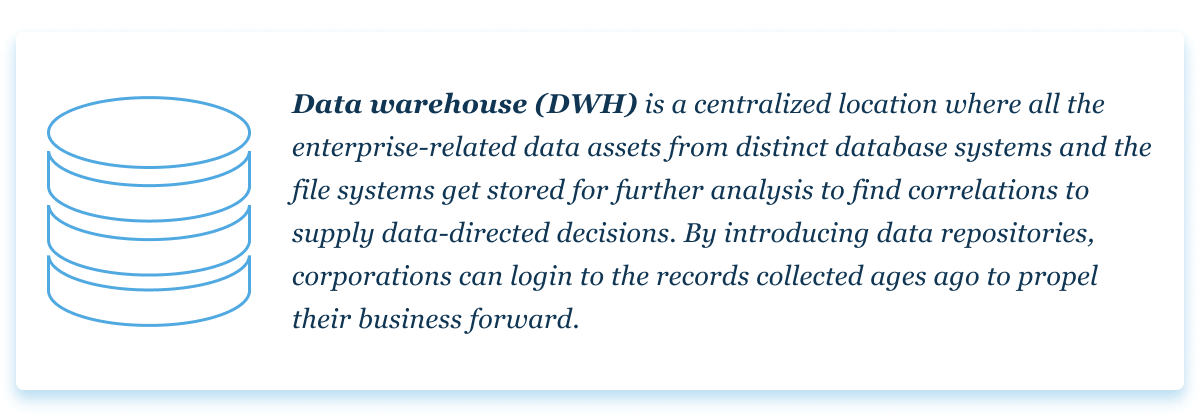 Data warehouse (DWH) is a centralized location where all the
enterprise-related data assets from distinct database systems and the
file systems get stored for further analysis to find correlations to
supply data-directed decisions. By introducing data repositories,
corporations can login to the records collected ages ago to propel
their business forward.